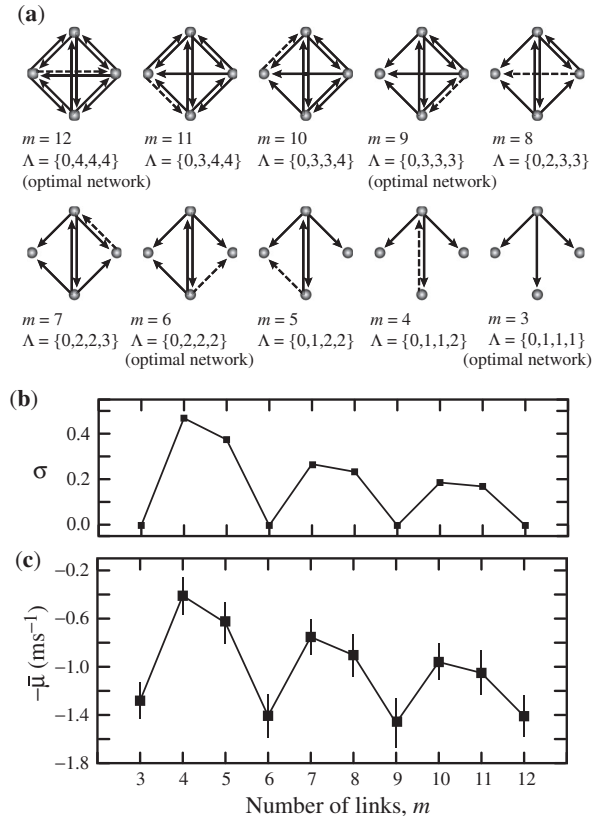 (a)
m = 12
Λ = {0,4,4,4}
(optimal network)
m = 11
Λ = {0,3,4,4}
m = 10
Λ = {0,3,3,4}
m = 9
Λ = {0,3,3,3}
(optimal network)
m = 8
Λ = {0,2,3,3}
m = 7
Λ = {0,2,2,3}
m = 6
Λ = {0,2,2,2}
(optimal network)
m = 5
Λ = {0,1,2,2}
m = 4
Λ = {0,1,1,2}
m = 3
Λ = {0,1,1,1}
(optimal network)
(b)
0.4
0.2
0.0
σ
(c)
−0.2
−0.6
−1.0
−1.4
−1.8
−μ̄ (ms⁻¹)
3 4 5 6 7 8 9 10 11 12
Number of links, m